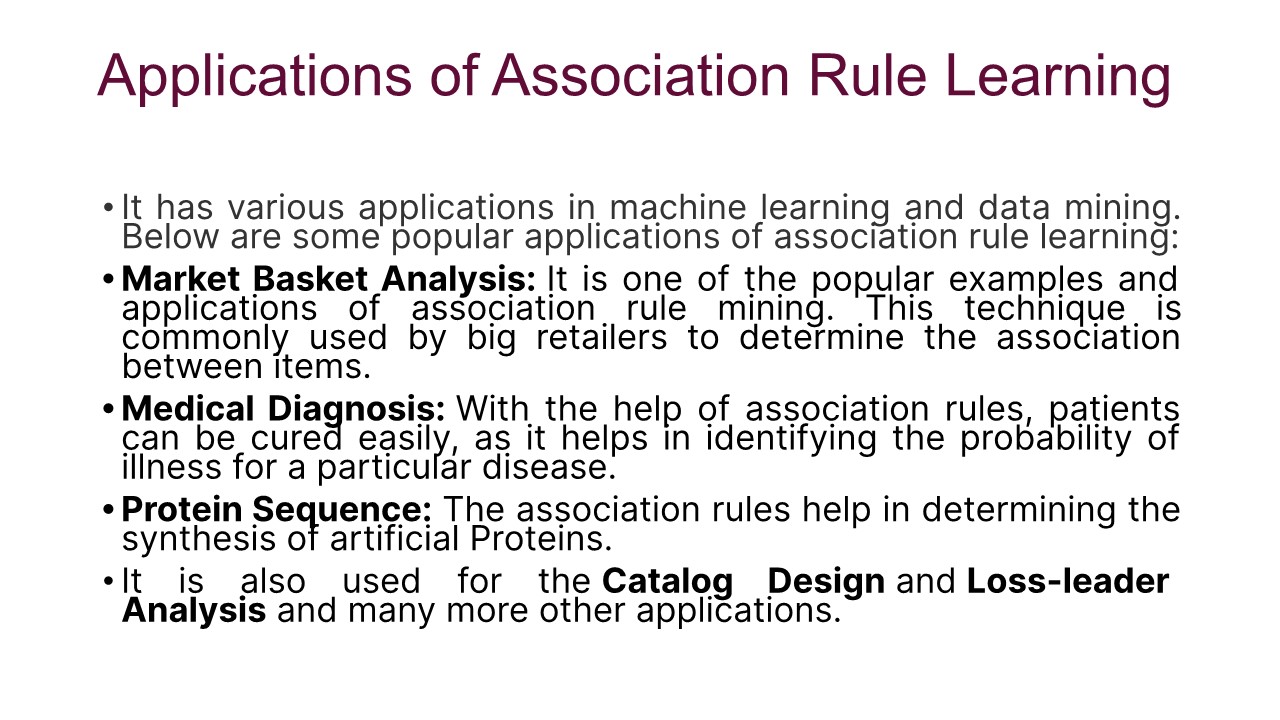 Applications of Association Rule Learning
• It has various applications in machine learning and data mining.
Below are some popular applications of association rule learning:
• Market Basket Analysis: It is one of the popular examples and
applications of association rule mining. This technique is
commonly used by big retailers to determine the association
between items.
• Medical Diagnosis: With the help of association rules, patients
can be cured easily, as it helps in identifying the probability of
illness for a particular disease.
• Protein Sequence: The association rules help in determining the
synthesis of artificial Proteins.
• It is also used for the Catalog Design and Loss-leader
Analysis and many more other applications.